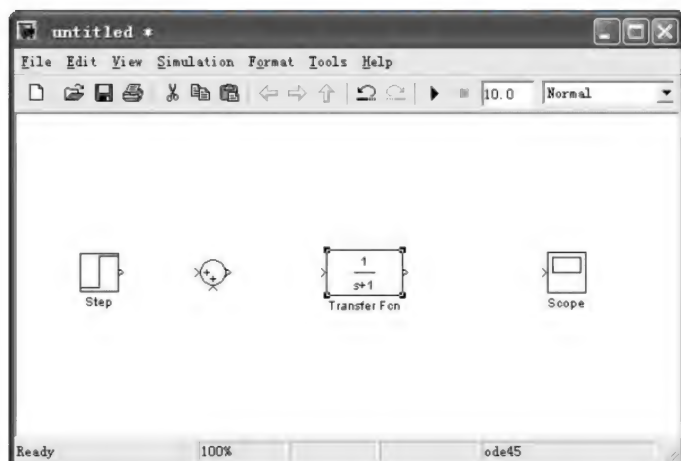 untitled *
File Edit View Simulation Format Tools Help
10.0 Normal
1
s+1
Step
Transfer Fcn
Scope
Ready 100% ode45